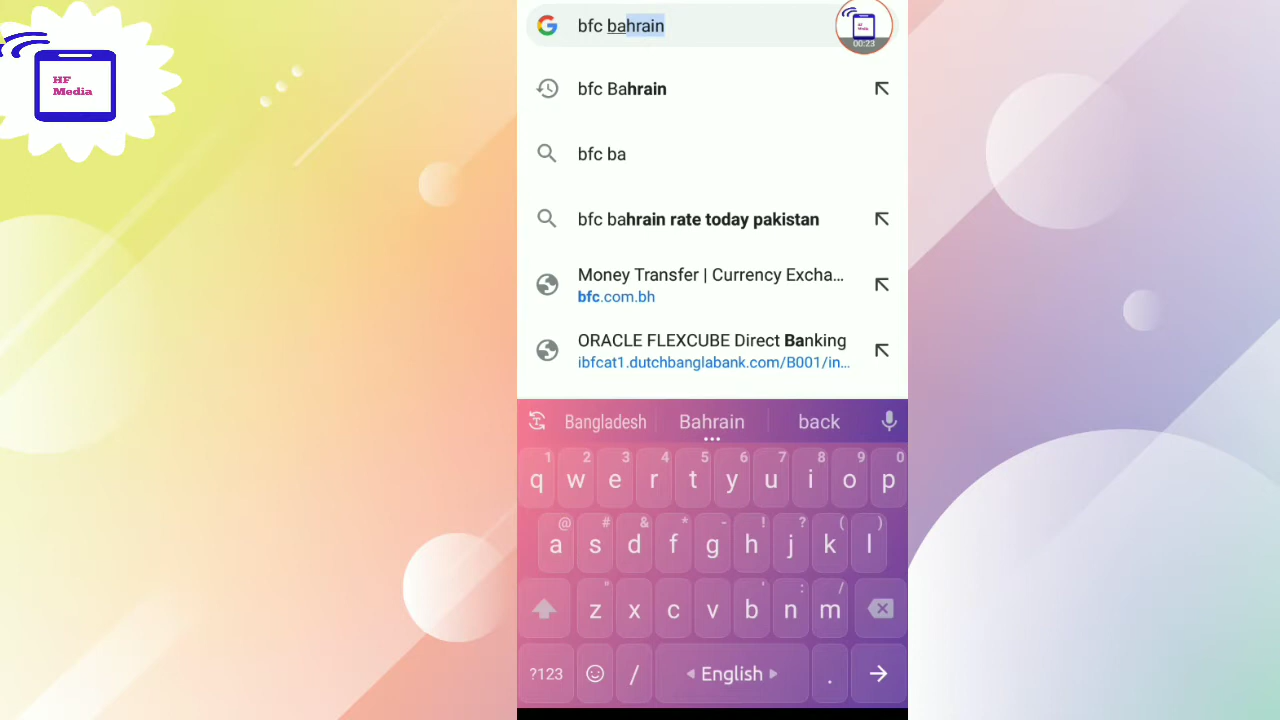 HF
Media
bfc bahrain
HF
Media
00:23
bfc Bahrain
bfc ba
bfc bahrain rate today pakistan
Money Transfer | Currency Excha...
bfc.com.bh
ORACLE FLEXCUBE Direct Banking
ibfcat1.dutchbanglabank.com/B001/in...
Bangladesh Bahrain back
1 2 3 4 5 6 7 8 9 0
q w e r t y u i o p
@ # & * - ! ? ( )
a s d f g h j k l
" ' : /
z x c v b n m
?123 / English .